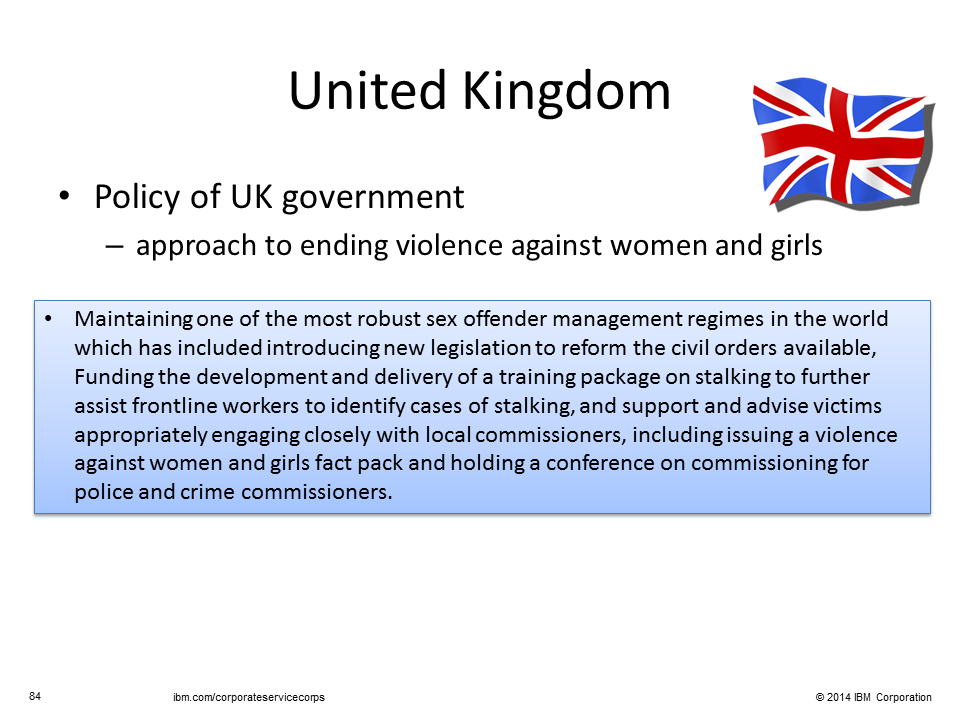 United Kingdom
• Policy of UK government
– approach to ending violence against women and girls
• Maintaining one of the most robust sex offender management regimes in the world
which has included introducing new legislation to reform the civil orders available,
Funding the development and delivery of a training package on stalking to further
assist frontline workers to identify cases of stalking, and support and advise victims
appropriately engaging closely with local commissioners, including issuing a violence
against women and girls fact pack and holding a conference on commissioning for
police and crime commissioners.
84 ibm.com/corporateservicecorps © 2014 IBM Corporation